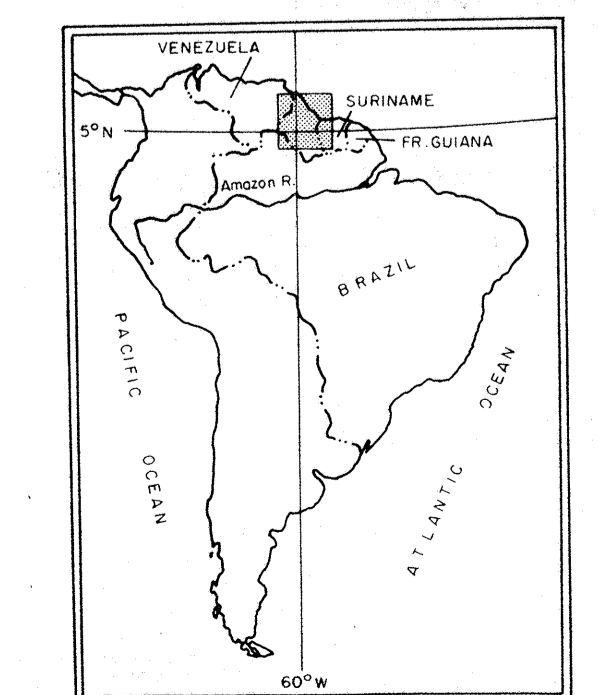 VENEZUELA
SURINAME
5°N
FR. GUIANA
Amazon R.
BRAZIL
PACIFIC
OCEAN
OCEAN
ATLANTIC
60°W